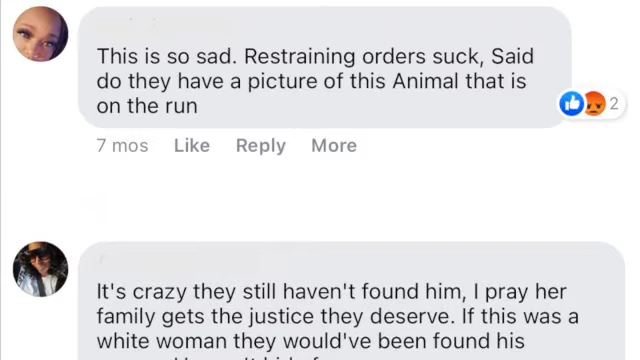 This is so sad. Restraining orders suck, Said
do they have a picture of this Animal that is
on the run
2
7 mos Like Reply More
It's crazy they still haven't found him, I pray her
family gets the justice they deserve. If this was a
white woman they would've been found his